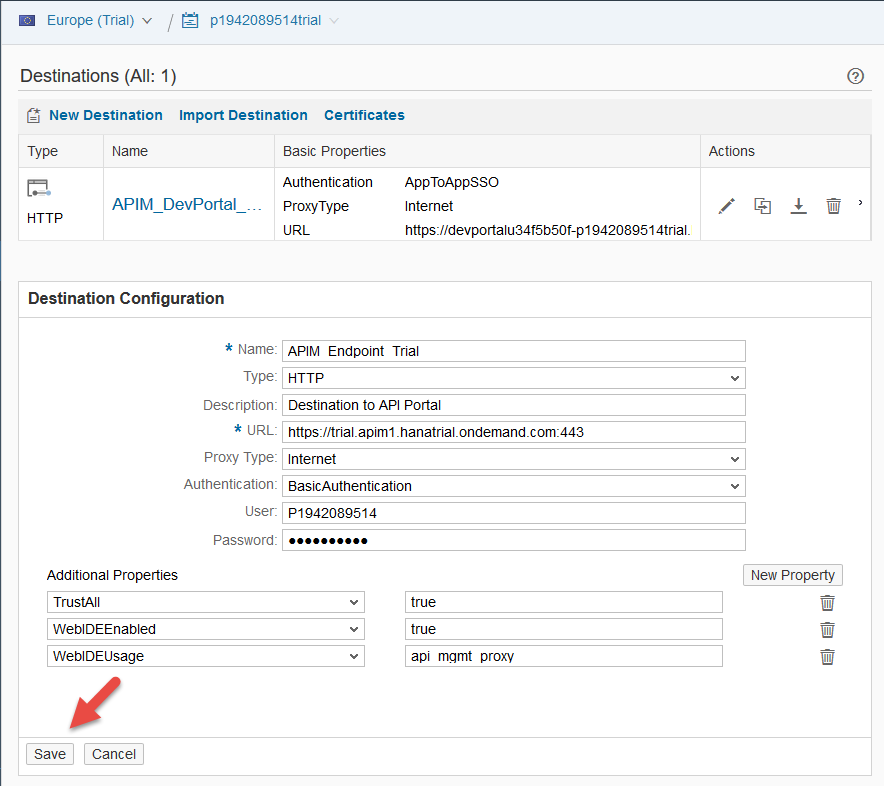 Europe (Trial) / p1942089514trial
Destinations (All: 1)
New Destination Import Destination Certificates
Type Name Basic Properties Actions
HTTP APIM_DevPortal_... Authentication AppToAppSSO
ProxyType Internet
URL https://devportalu34f5b50f-p1942089514trial.
Destination Configuration
* Name: APIM_Endpoint_Trial
Type: HTTP
Description: Destination to API Portal
* URL: https://trial.apim1.hanatrial.ondemand.com:443
Proxy Type: Internet
Authentication: BasicAuthentication
User: P1942089514
Password: ●●●●●●●●●●
Additional Properties New Property
TrustAll true
WebIDEEnabled true
WebIDEUsage api_mgmt_proxy
Save Cancel